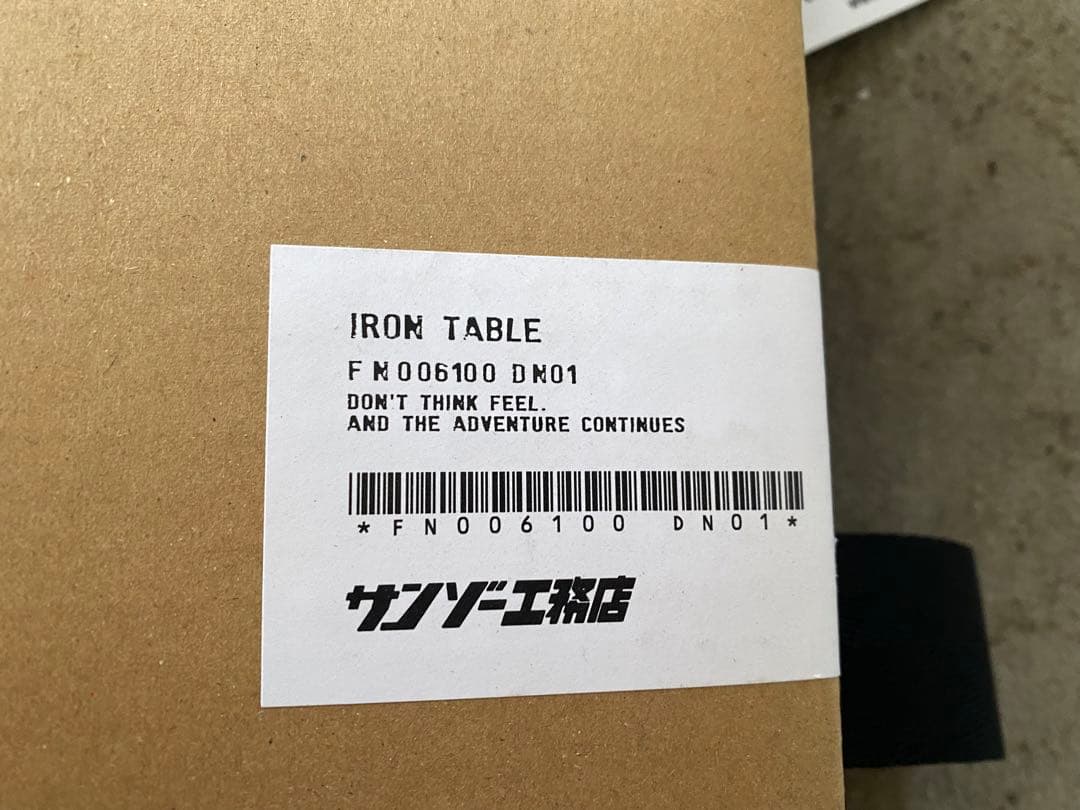 IRON TABLE
FN006100 DN01
DON'T THINK FEEL.
AND THE ADVENTURE CONTINUES
*FN006100 DN01*
サンゾー工務店